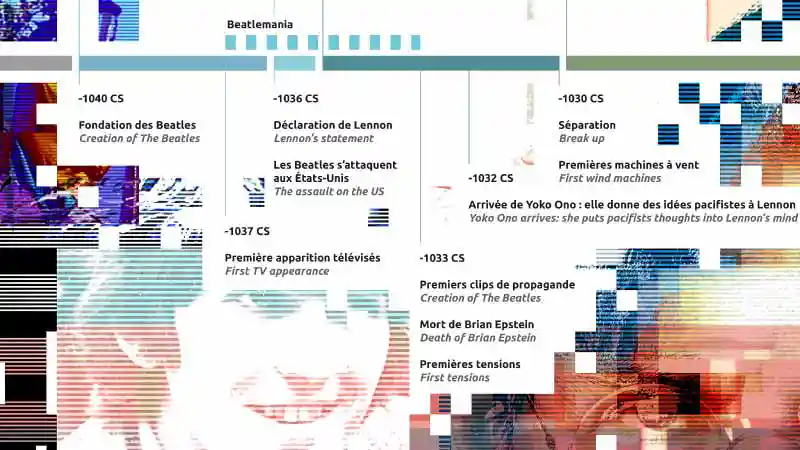 Beatlemania
-1040 CS
Fondation des Beatles
Creation of The Beatles
-1037 CS
Première apparition télévisés
First TV appearance
-1036 CS
Déclaration de Lennon
Lennon's statement
Les Beatles s'attaquent
aux États-Unis
The assault on the US
-1033 CS
Premiers clips de propagande
Creation of The Beatles
Mort de Brian Epstein
Death of Brian Epstein
Premières tensions
First tensions
-1032 CS
Arrivée de Yoko Ono : elle donne des idées pacifistes à Lennon
Yoko Ono arrives: she puts pacifists thoughts into Lennon's mind
-1030 CS
Séparation
Break up
Premières machines à vent
First wind machines